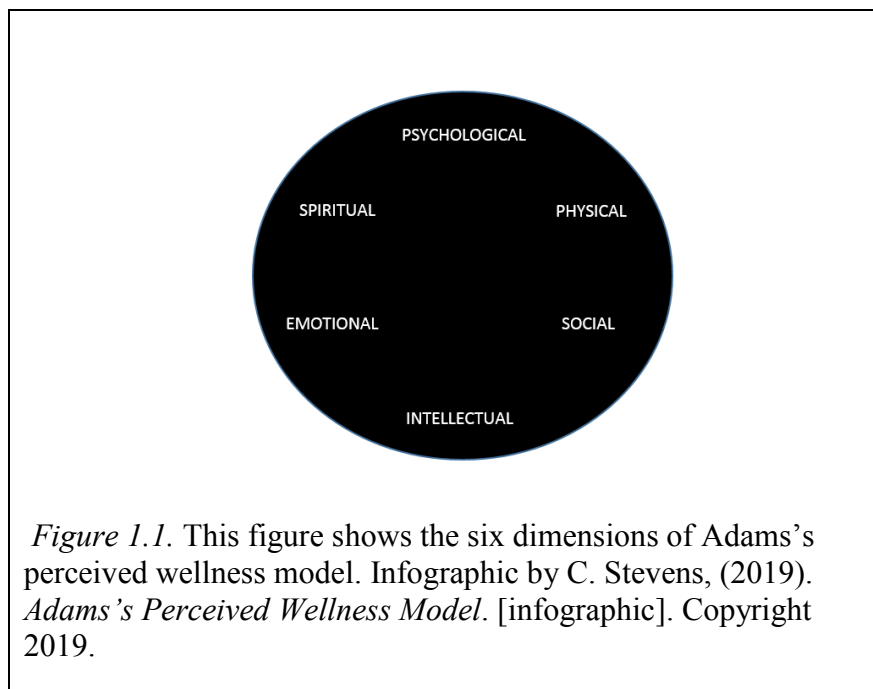 PSYCHOLOGICAL
SPIRITUAL PHYSICAL
EMOTIONAL SOCIAL
INTELLECTUAL
Figure 1.1. This figure shows the six dimensions of Adams’s
perceived wellness model. Infographic by C. Stevens, (2019).
Adams’s Perceived Wellness Model. [infographic]. Copyright
2019.